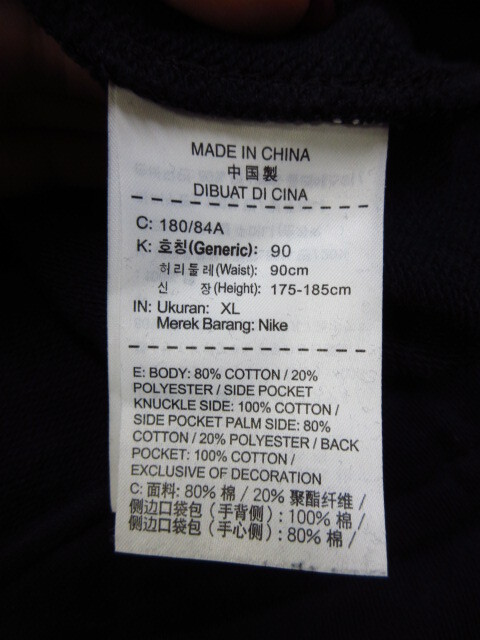 MADE IN CHINA
中国製
DIBUAT DI CINA
C: 180/84A
K: 호칭(Generic): 90
허리둘레(Waist): 90cm
신 장(Height): 175-185cm
IN: Ukuran: XL
Merek Barang: Nike
E: BODY: 80% COTTON / 20%
POLYESTER / SIDE POCKET
KNUCKLE SIDE: 100% COTTON /
SIDE POCKET PALM SIDE: 80%
COTTON / 20% POLYESTER / BACK
POCKET: 100% COTTON /
EXCLUSIVE OF DECORATION
C: 面料: 80% 棉 / 20% 聚酯纤维 /
侧边口袋包（手背侧）: 100% 棉 /
侧边口袋包（手心侧）: 80% 棉 /